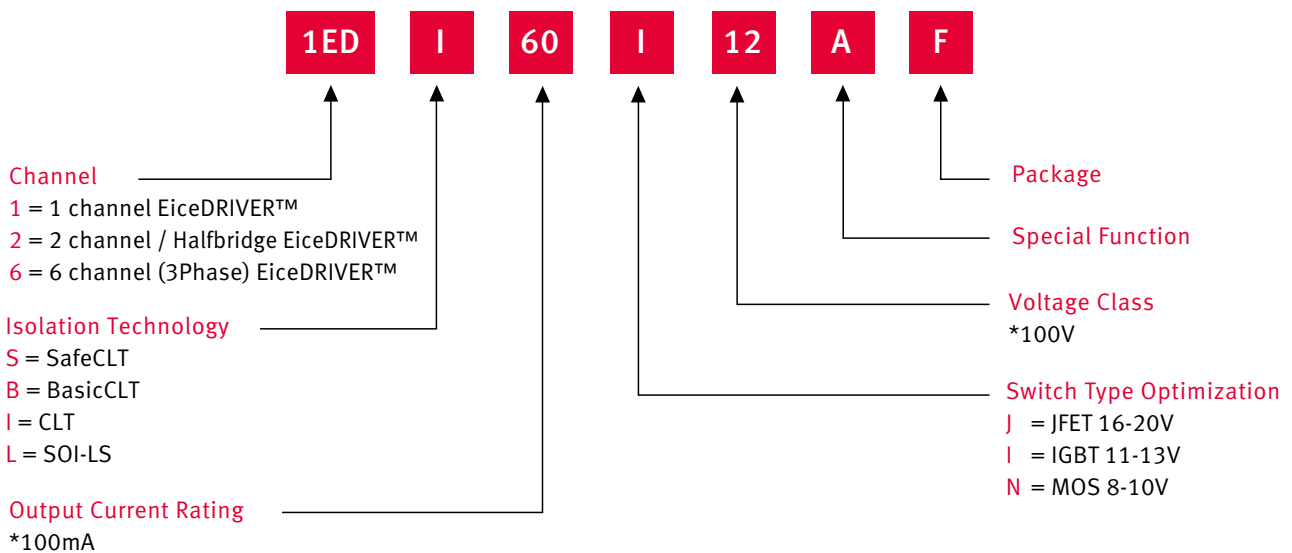 1ED I 60 I 12 A F
Channel
1 = 1 channel EiceDRIVER™
2 = 2 channel / Halfbridge EiceDRIVER™
6 = 6 channel (3Phase) EiceDRIVER™
Isolation Technology
S = SafeCLT
B = BasicCLT
I = CLT
L = SOI-LS
Output Current Rating
*100mA
Package
Special Function
Voltage Class
*100V
Switch Type Optimization
J = JFET 16-20V
I = IGBT 11-13V
N = MOS 8-10V